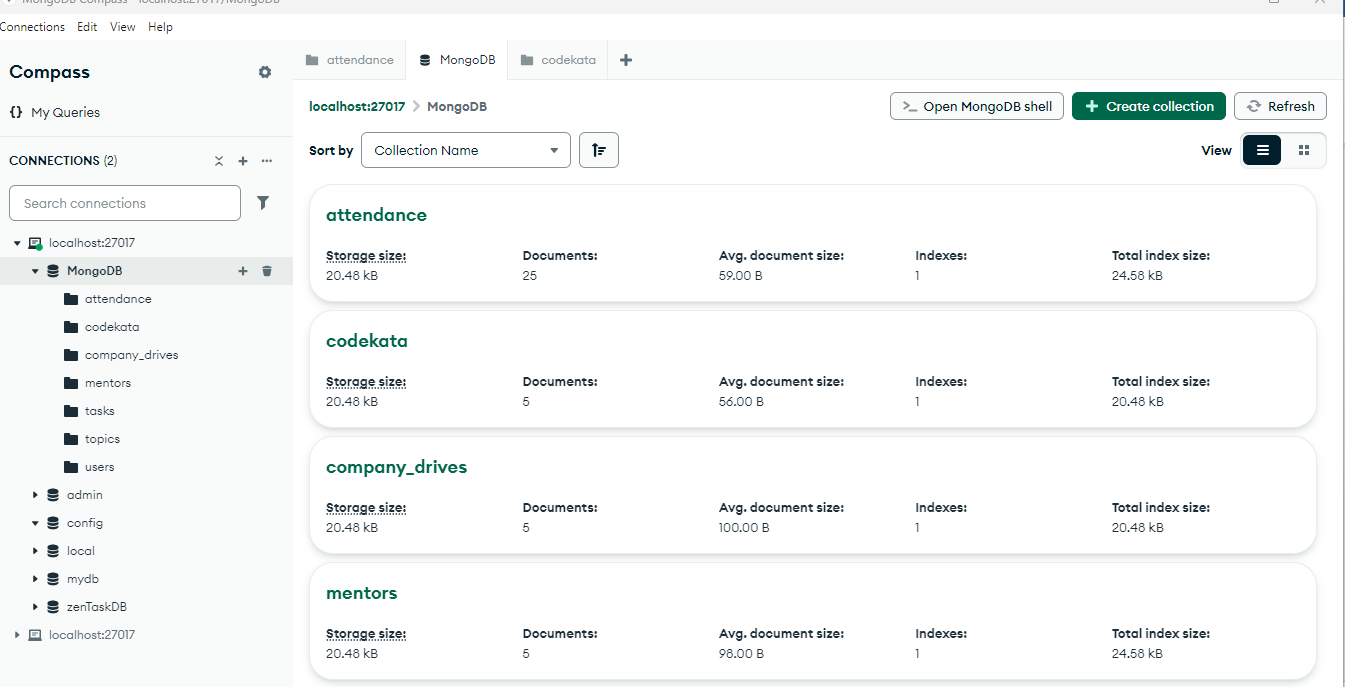 MongoDB Compass - localhost:27017/MongoDB
Connections Edit View Help
Compass
{} My Queries
CONNECTIONS (2)
Search connections
localhost:27017
MongoDB
attendance
codekata
company_drives
mentors
tasks
topics
users
admin
config
local
mydb
zenTaskDB
localhost:27017
attendance MongoDB codekata
localhost:27017 > MongoDB
>_ Open MongoDB shell + Create collection Refresh
Sort by Collection Name View
attendance
Storage size: Documents: Avg. document size: Indexes: Total index size:
20.48 kB 25 59.00 B 1 24.58 kB
codekata
Storage size: Documents: Avg. document size: Indexes: Total index size:
20.48 kB 5 56.00 B 1 20.48 kB
company_drives
Storage size: Documents: Avg. document size: Indexes: Total index size:
20.48 kB 5 100.00 B 1 20.48 kB
mentors
Storage size: Documents: Avg. document size: Indexes: Total index size:
20.48 kB 5 98.00 B 1 24.58 kB